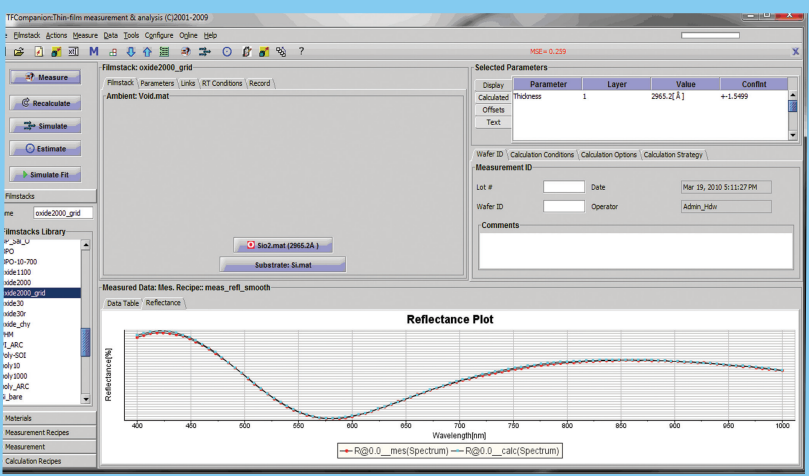 TFCompanion:Thin-film measurement & analysis (C)2001-2009
Filmstack Actions Measure Data Tools Configure Online Help
MSE= 0.239
Measure
Recalculate
Simulate
Estimate
Simulate Fit
Filmstacks
oxide2000_grid
Filmstacks Library
IPO-10-700
oxide1100
oxide2000
oxide2000_grid
oxide30
oxide30r
oxide_chy
Poly-SOI
poly10
poly1000
poly_ARC
Si_bare
Materials
Measurement Recipes
Measurement
Calculation Recipes
Filmstack: oxide2000_grid
Filmstack Parameters Links RT Conditions Record
Ambient: Void.mat
Sio2.mat (2965.2Å )
Substrate: Si.mat
Selected Parameters
Display Parameter Layer Value ConfInt
Calculated Thickness 1 2965.2[Å] +-1.5499
Offsets
Text
Wafer ID Calculation Conditions Calculation Options Calculation Strategy
Measurement ID
Lot # Date Mar 19, 2010 5:11:27 PM
Wafer ID Operator Admin_Hdw
Comments
Measured Data: Mes. Recipe:: meas_refl_smooth
Data Table Reflectance
Reflectance Plot
Reflectance[%]
400 450 500 550 600 650 700 750 800 850 900 950 1000
Wavelength[nm]
R@0.0__mes(Spectrum) R@0.0__calc(Spectrum)